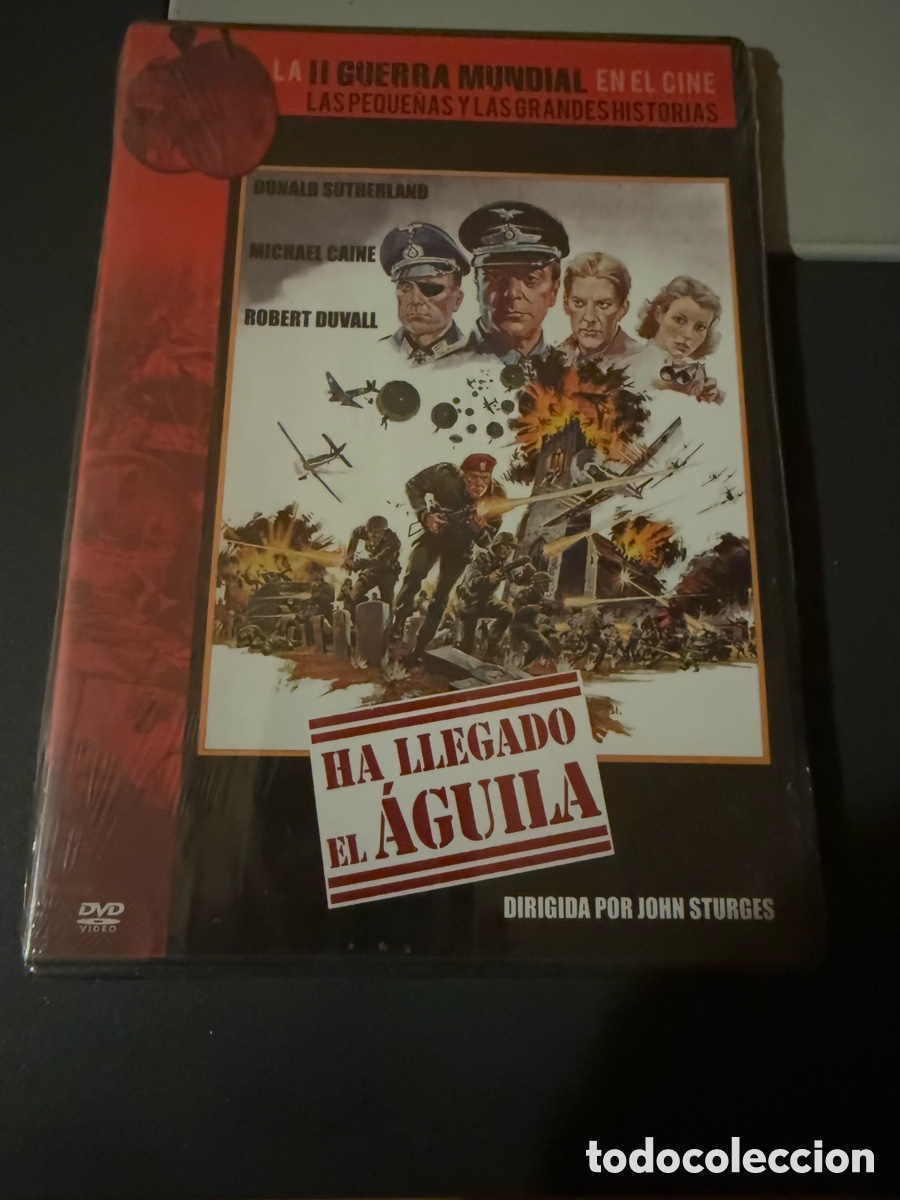 LA II GUERRA MUNDIAL EN EL CINE
LAS PEQUEÑAS Y LAS GRANDES HISTORIAS
DONALD SUTHERLAND
MICHAEL CAINE
ROBERT DUVALL
HA LLEGADO
EL ÁGUILA
DVD
VIDEO
DIRIGIDA POR JOHN STURGES
todocoleccion